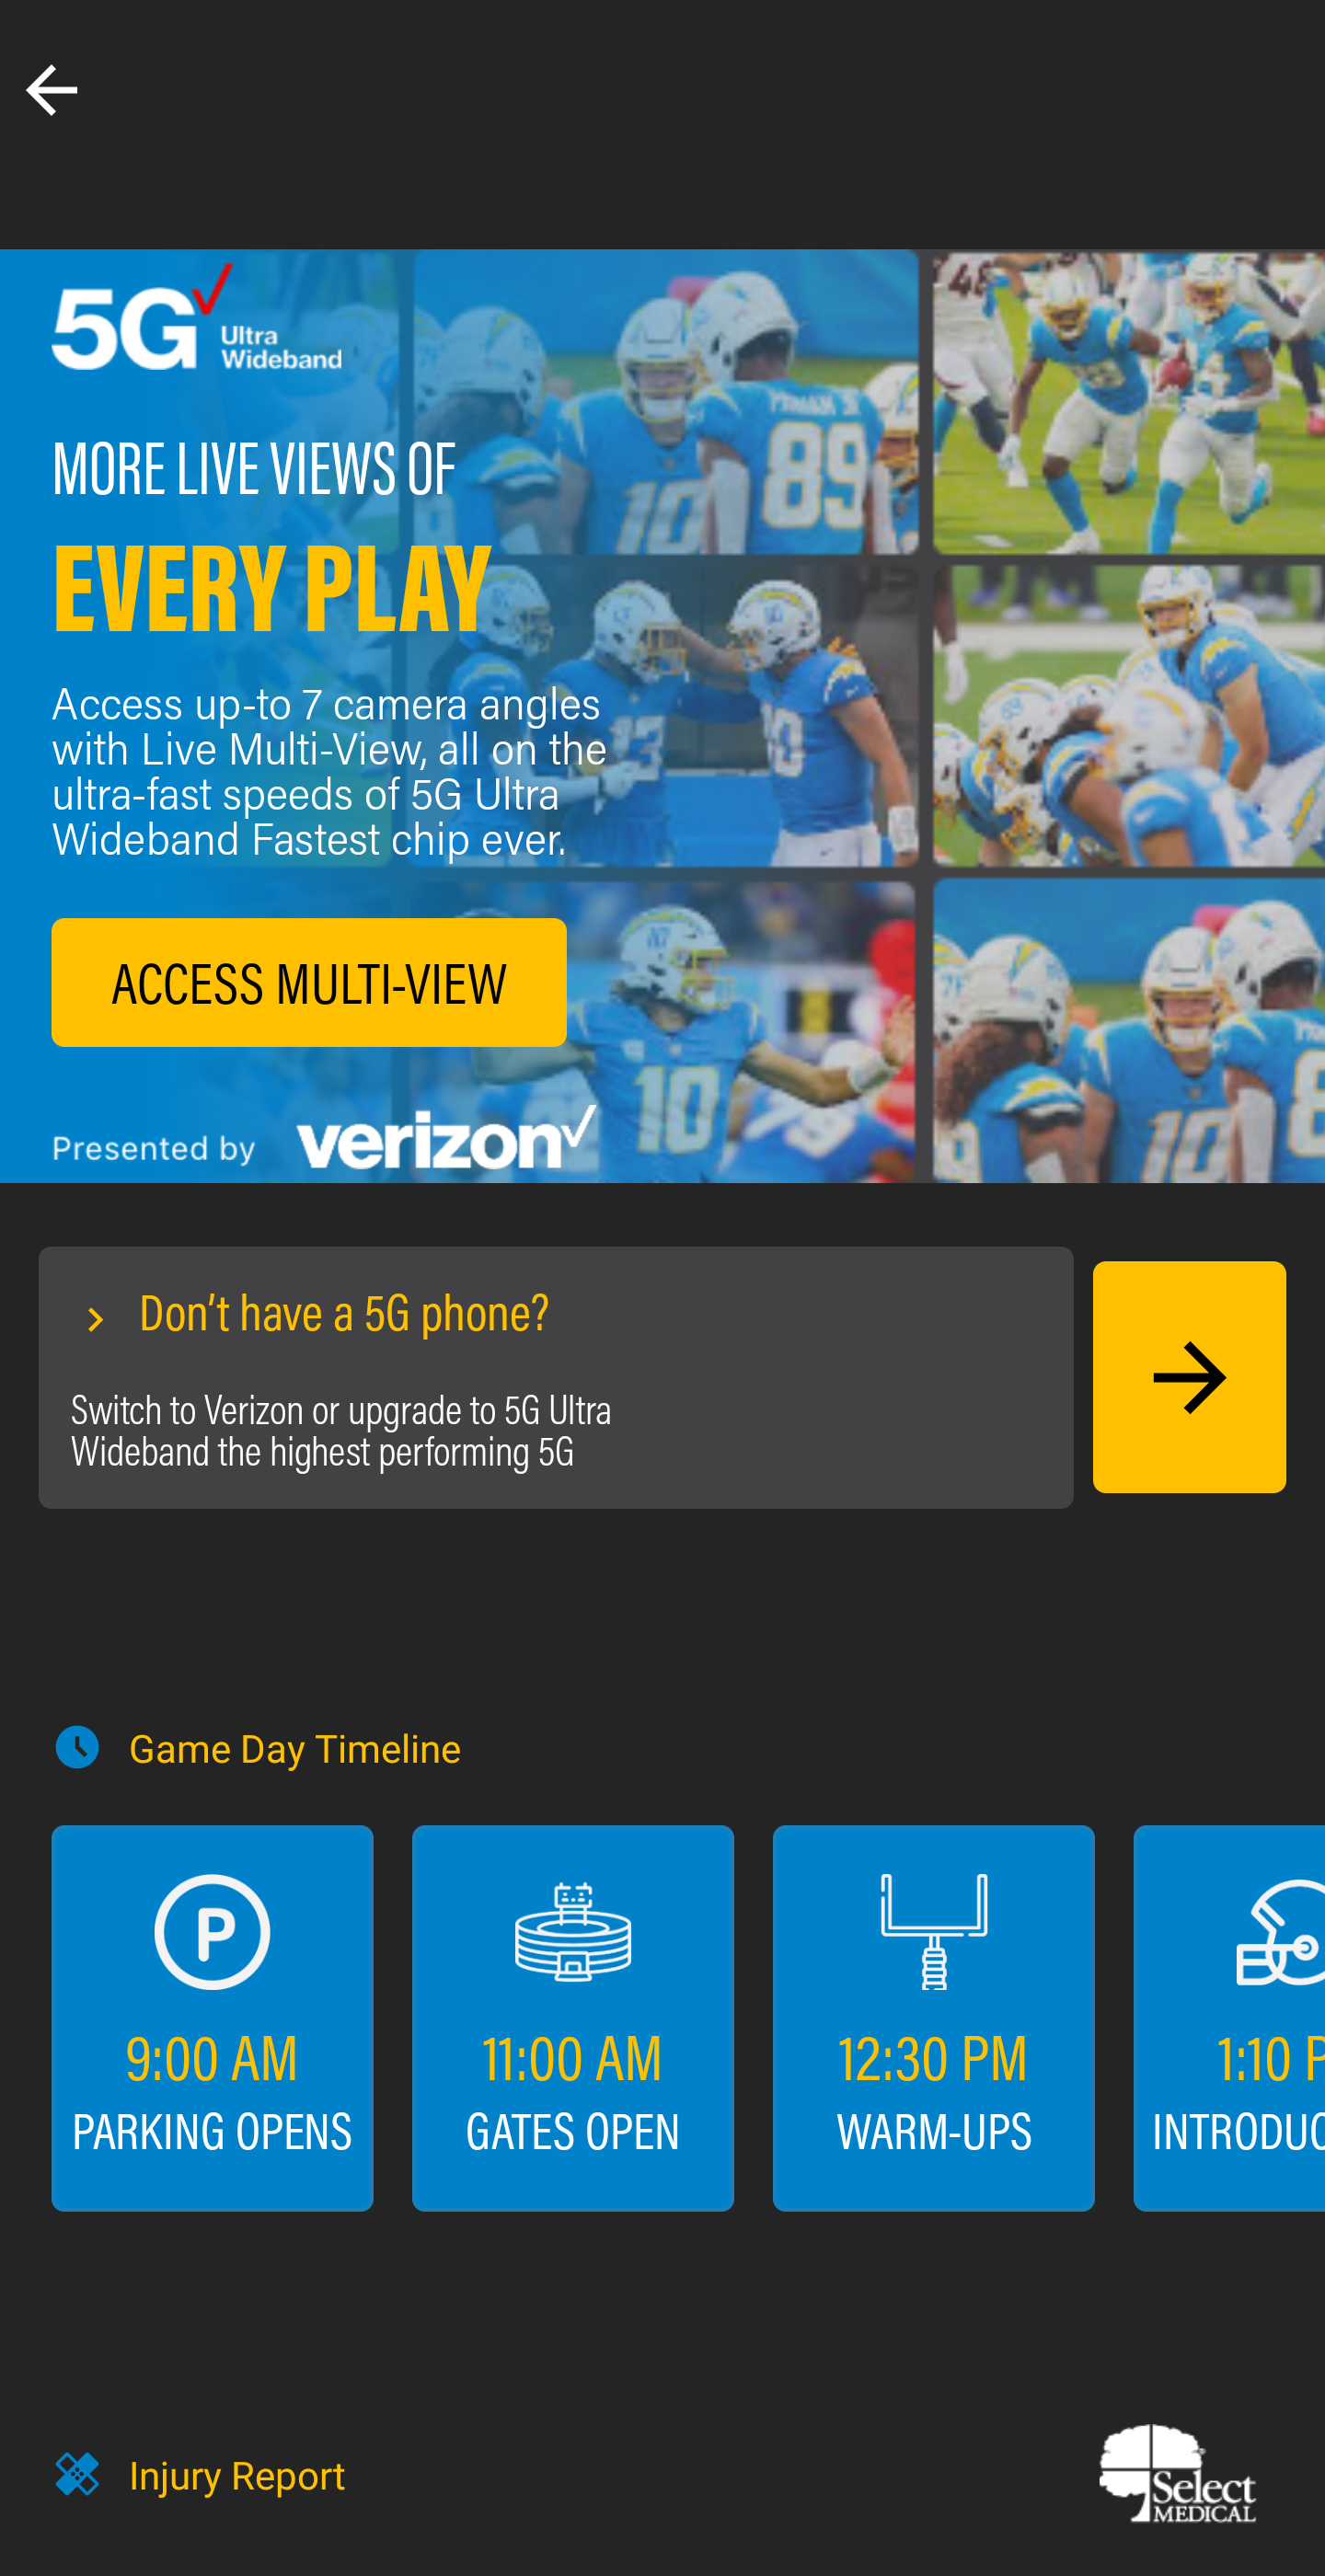 5G Ultra
Wideband
MORE LIVE VIEWS OF
EVERY PLAY
Access up-to 7 camera angles
with Live Multi-View, all on the
ultra-fast speeds of 5G Ultra
Wideband Fastest chip ever.
ACCESS MULTI-VIEW
Presented by verizon
89
10
10
10
Don't have a 5G phone?
Switch to Verizon or upgrade to 5G Ultra
Wideband the highest performing 5G
Game Day Timeline
P
9:00 AM
PARKING OPENS
11:00 AM
GATES OPEN
12:30 PM
WARM-UPS
1:10
Injury Report
Select
MEDICAL